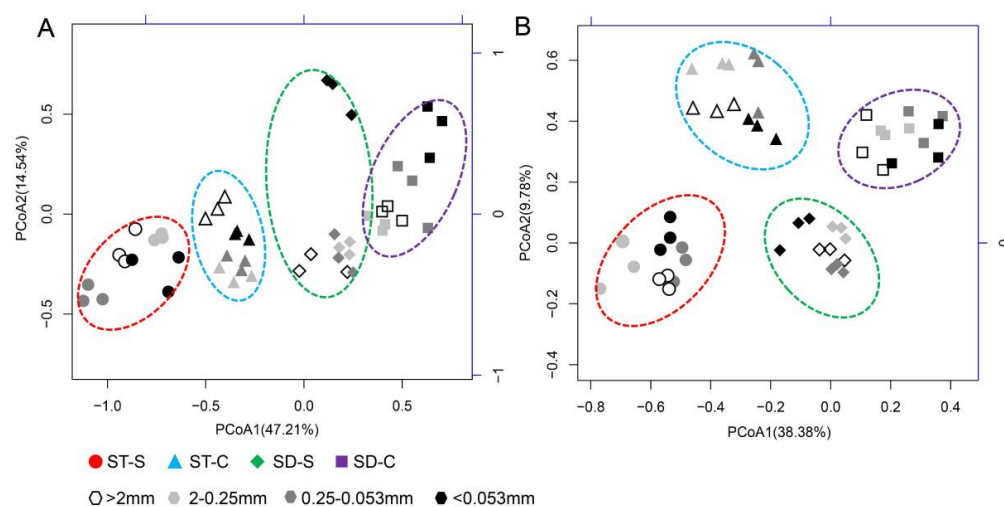 A
PCoA2(14.54%)
0.5
0.0
−0.5
1
0
−1
−1.0 −0.5 0.0 0.5
PCoA1(47.21%)
B
PCoA2(9.78%)
0.6
0.4
0.2
0.0
−0.2
−0.4
0
−0.8 −0.6 −0.4 −0.2 0.0 0.2 0.4
PCoA1(38.38%)
ST-S ST-C SD-S SD-C
>2mm 2-0.25mm 0.25-0.053mm <0.053mm